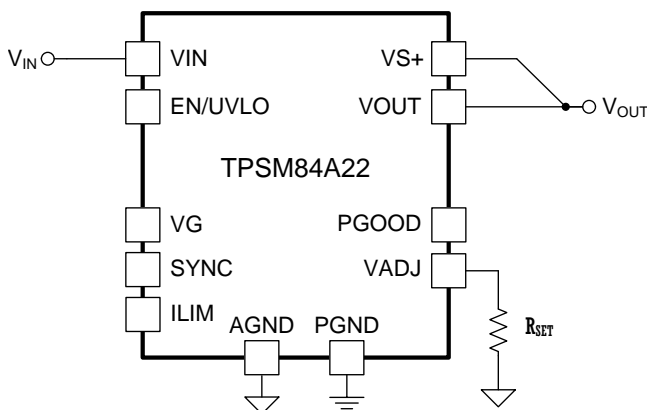 VIN
VIN
VS+
EN/UVLO
VOUT
VOUT
TPSM84A22
VG
PGOOD
SYNC
VADJ
ILIM
AGND
PGND
RSET